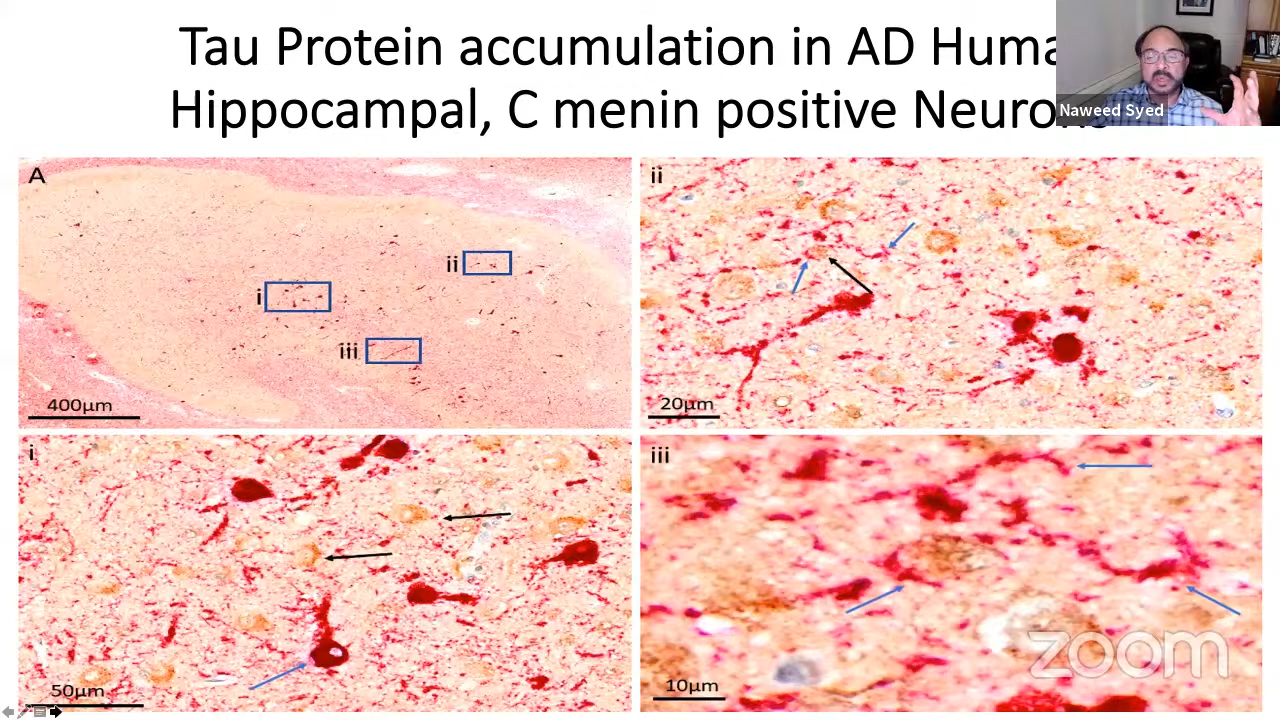 Tau Protein accumulation in AD Huma
Hippocampal, C menin positive Neuron
Naweed Syed
A
ii
i
iii
400µm
ii
20µm
i
50µm
iii
zoom
10µm